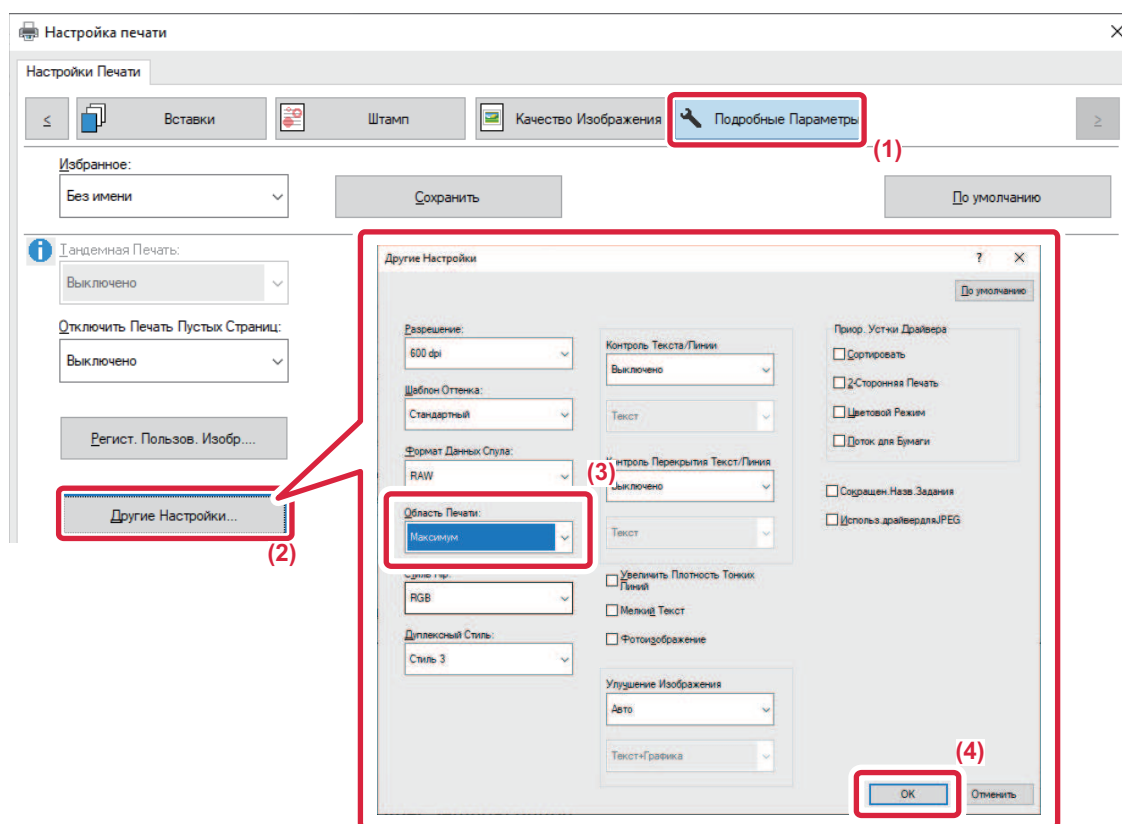 Настройка печати
Настройки Печати
<
Вставки
Штамп
Качество Изображения
Подробные Параметры
>
(1)
Избранное:
Без имени
Сохранить
По умолчанию
Тандемная Печать:
Выключено
Отключить Печать Пустых Страниц:
Выключено
Регист. Пользов. Изобр....
Другие Настройки...
(2)
Другие Настройки
?
По умолчанию
Разрешение:
600 dpi
Шаблон Оттенка:
Стандартный
Формат Данных Спула:
RAW
(3)
Область Печати:
Максимум
RGB
Дуплексный Стиль:
Стиль 3
Контроль Текста/Линии
Выключено
Текст
Контроль Перекрытия Текст/Линия
Выключено
Текст
Увеличить Плотность Тонких
Линий
Мелкий Текст
Фотоизображение
Улучшение Изображения
Авто
Текст+Графика
Приор. Уст-ки Драйвера
Сортировать
2-Сторонняя Печать
Цветовой Режим
Поток для Бумаги
Сокращен.Назв.Задания
Использ.драйвердляJPEG
(4)
OK
Отменить